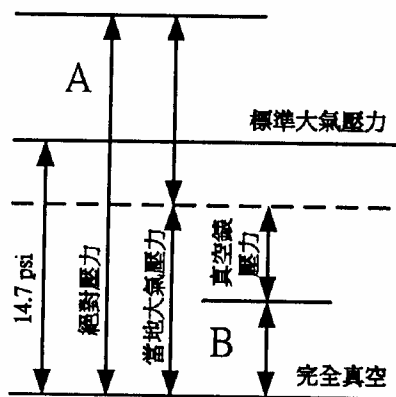 A
標準大氣壓力
14.7 psi
絕對壓力
當地大氣壓力
真空錶
壓力
B
完全真空